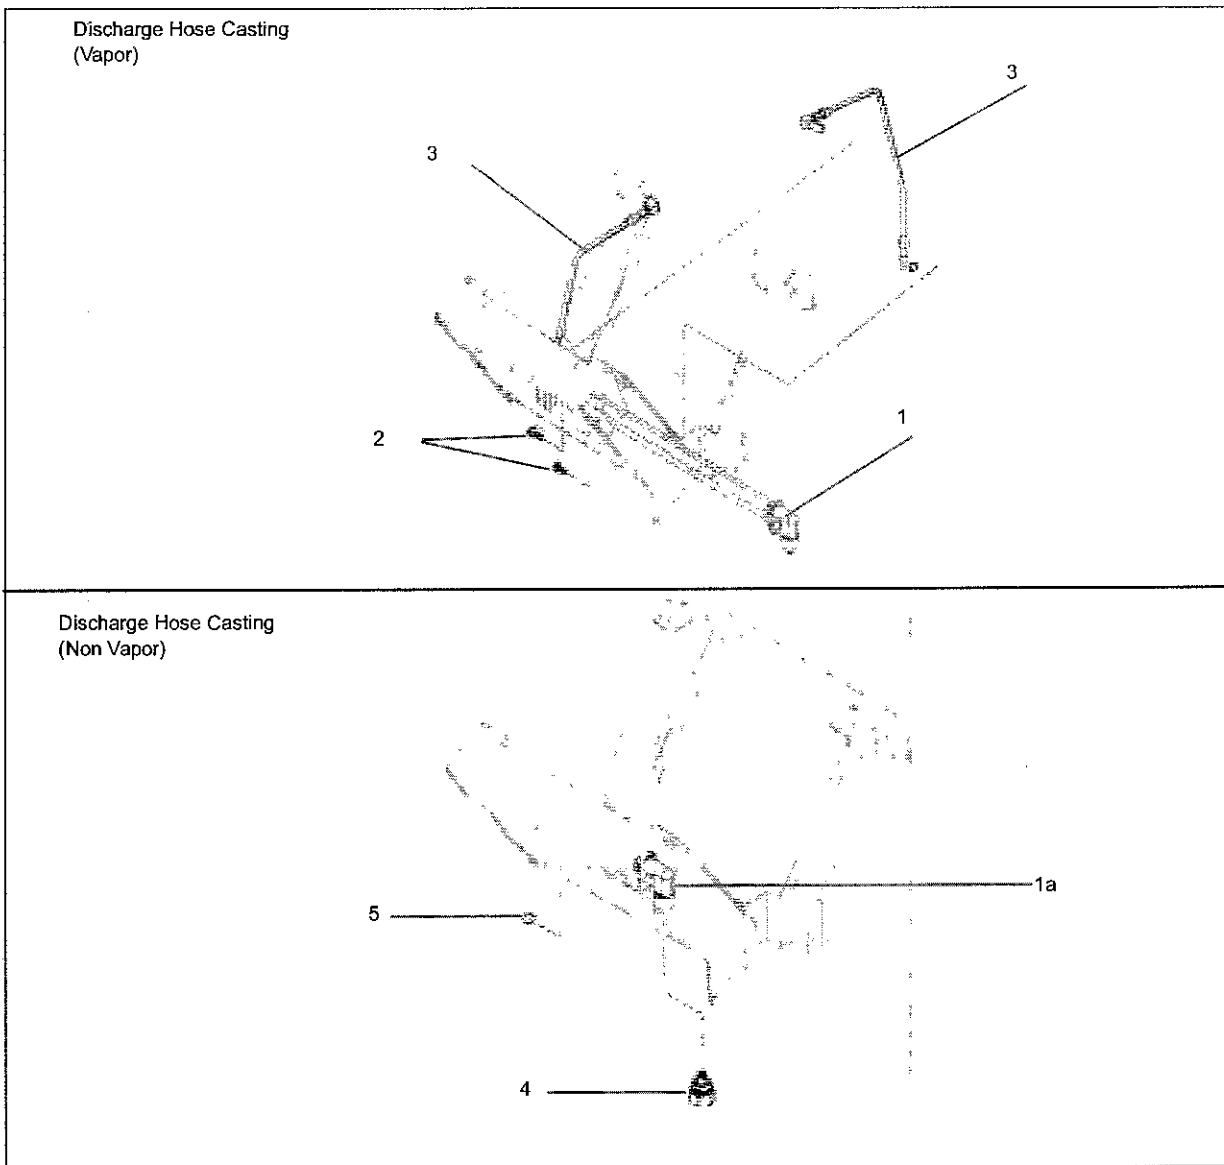 Discharge Hose Casting
(Vapor)
3
3
2
1
Discharge Hose Casting
(Non Vapor)
1a
5
4